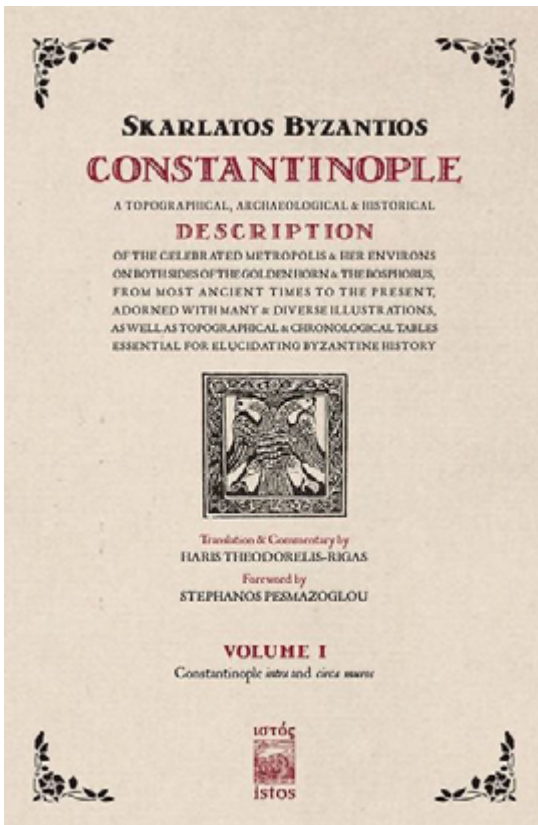 SKARLATOS BYZANTIOS
CONSTANTINOPLE
A TOPOGRAPHICAL, ARCHAEOLOGICAL & HISTORICAL
DESCRIPTION
OF THE CELEBRATED METROPOLIS & HER ENVIRONS
ON BOTH SIDES OF THE GOLDEN HORN & THE BOSPHORUS,
FROM MOST ANCIENT TIMES TO THE PRESENT,
ADORNED WITH MANY & DIVERSE ILLUSTRATIONS,
AS WELL AS TOPOGRAPHICAL & CHRONOLOGICAL TABLES
ESSENTIAL FOR ELUCIDATING BYZANTINE HISTORY
Translation & Commentary by
HARIS THEODORELIS-RIGAS
Foreword by
STEPHANOS PESMAZOGLOU
VOLUME I
Constantinople intra and circa muros
ιστός
istos